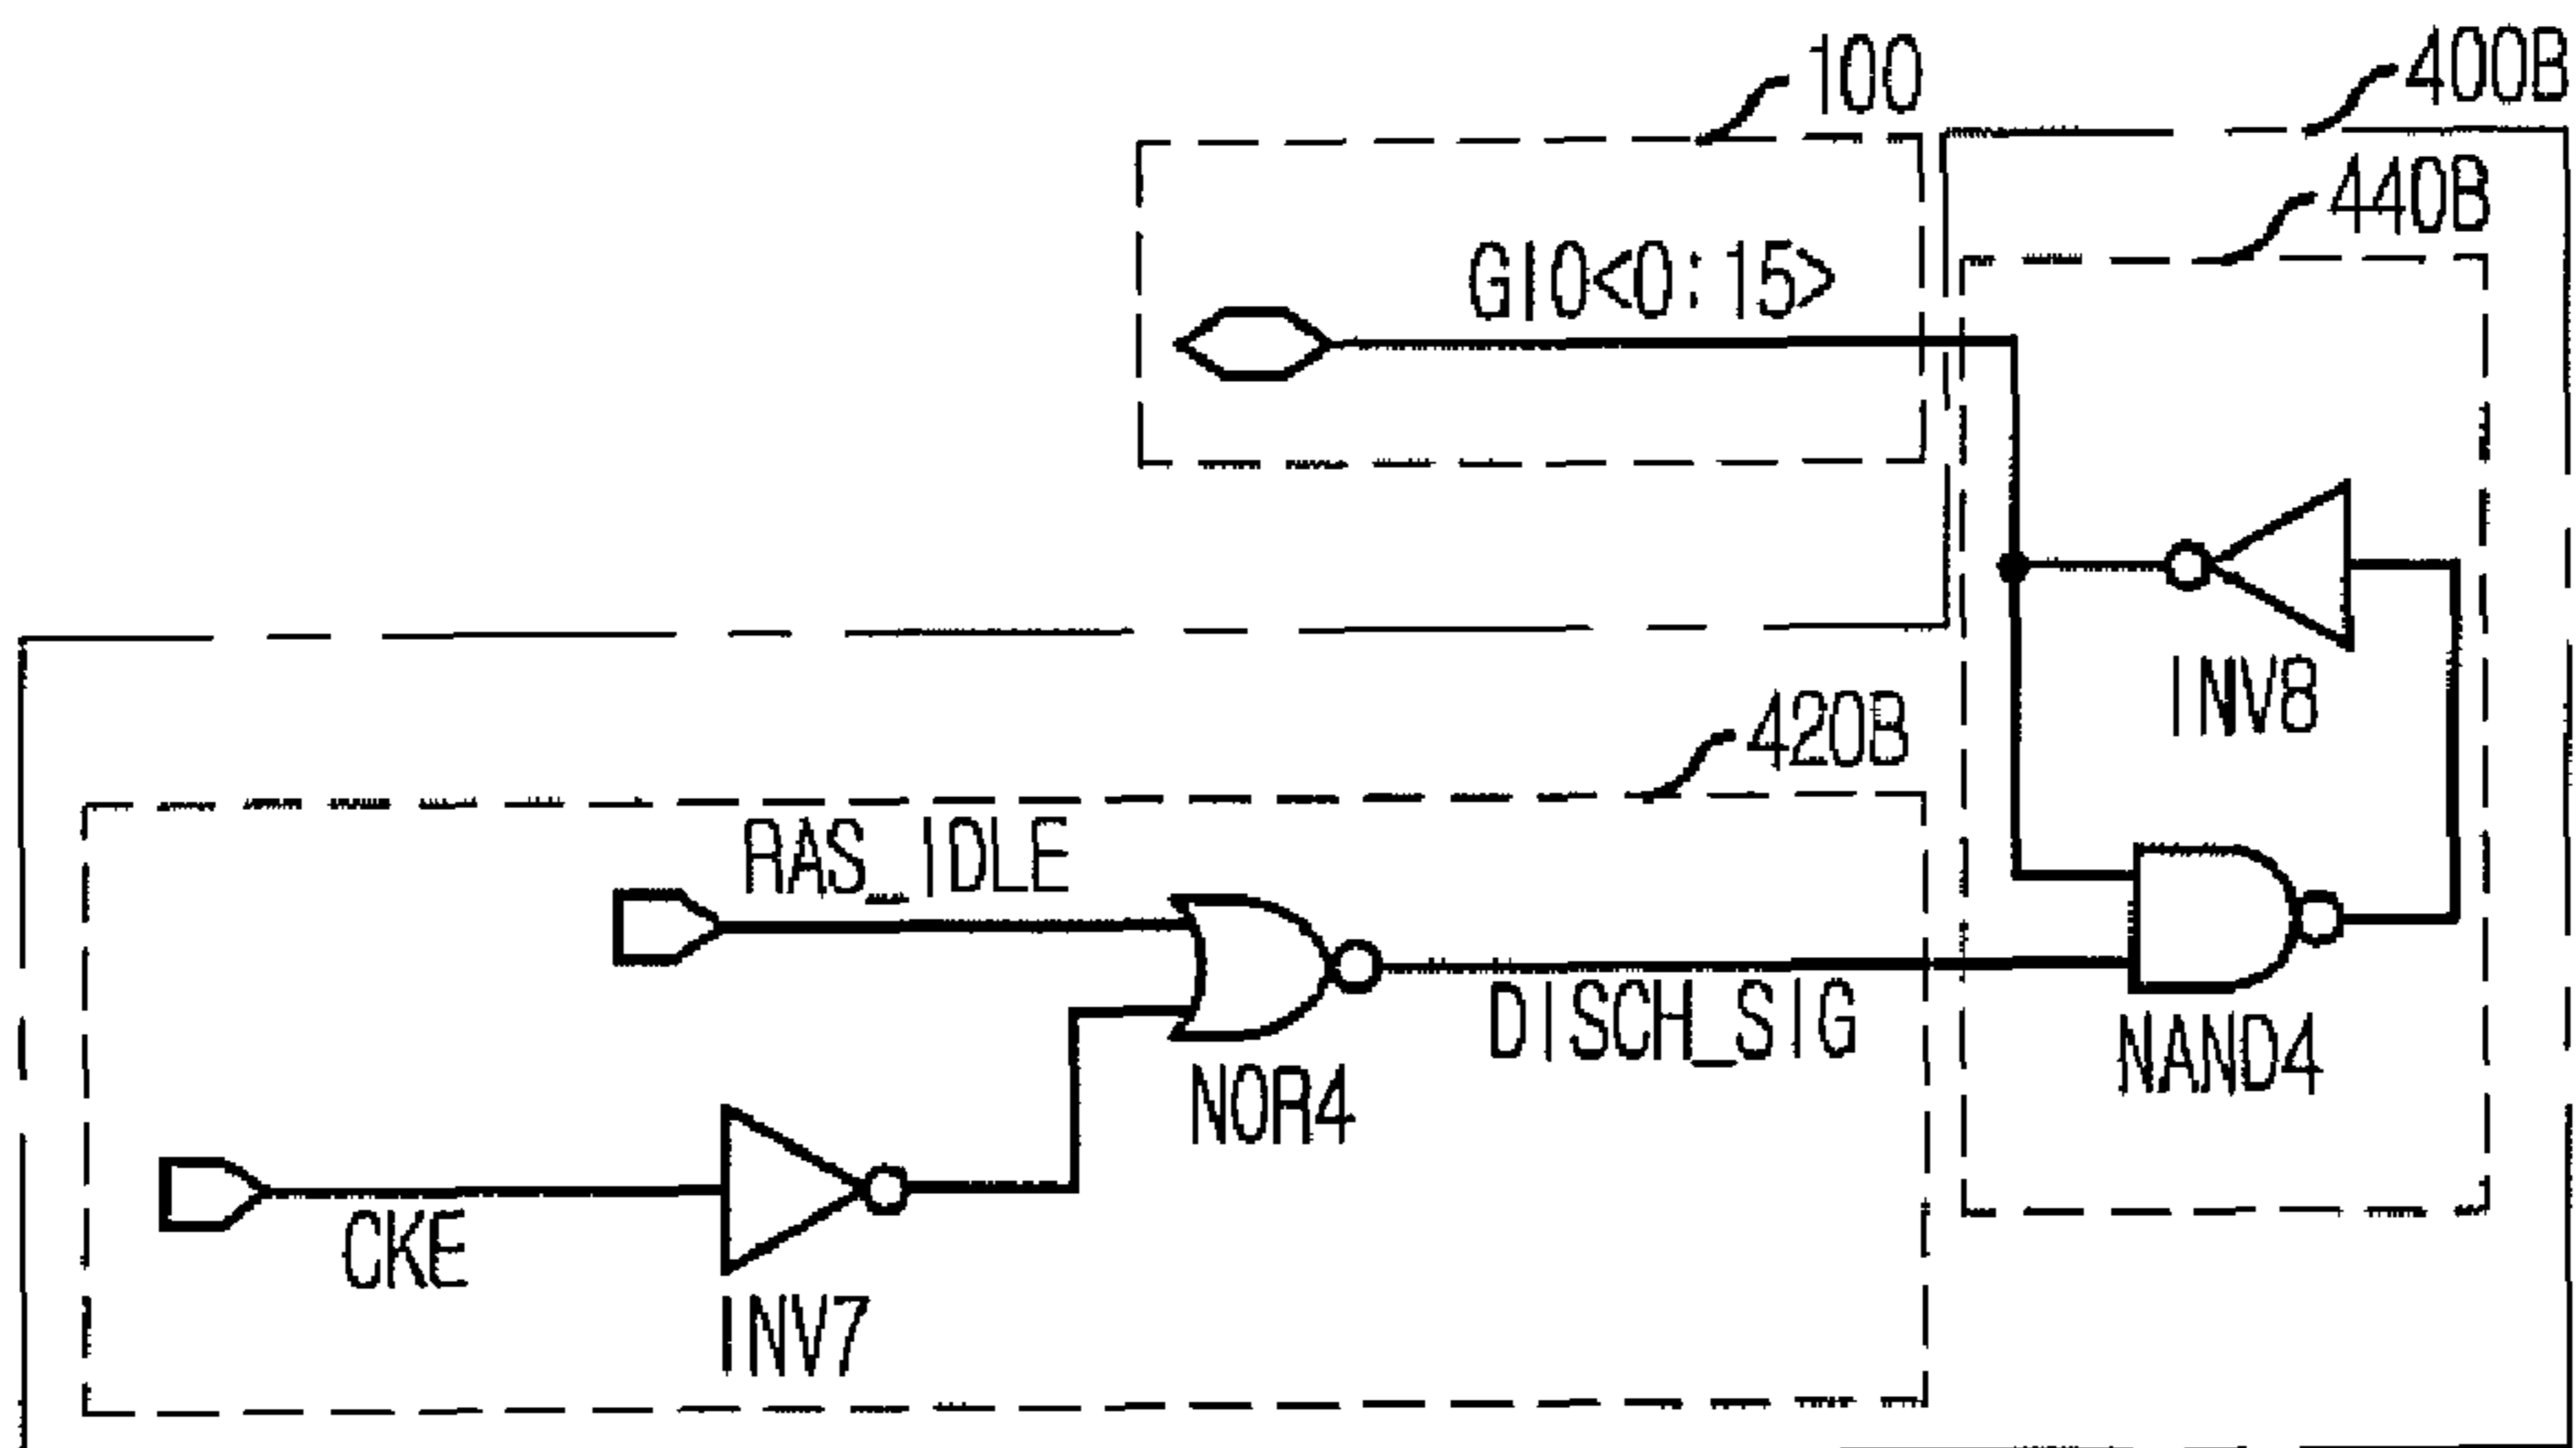 100
400B
440B
GIO<0:15>
INV8
420B
RAS_IDLE
DISCH_SIG
NOR4
NAND4
CKE
INV7